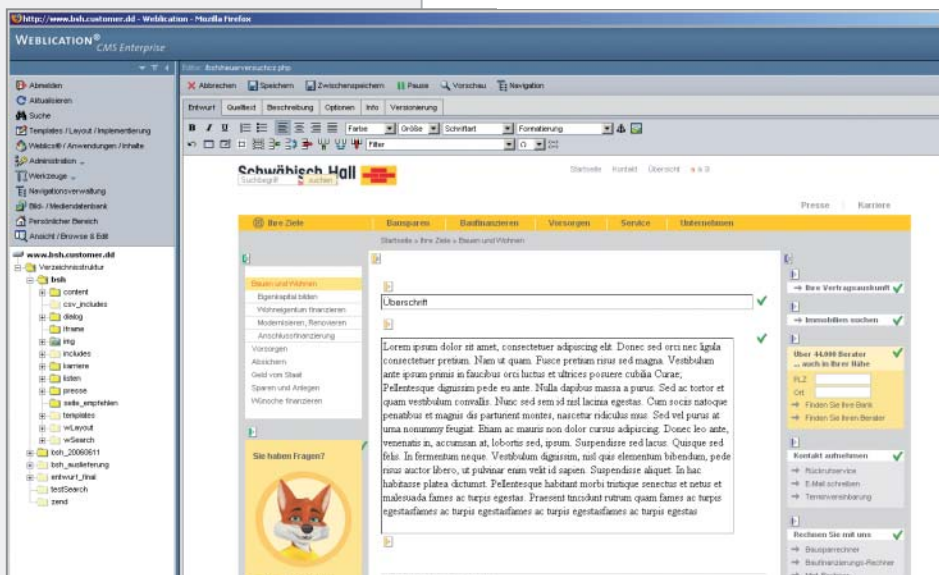 http://www.bsh.customer.dd - Weblication - Mozilla Firefox
WEBLICATION® CMS Enterprise
Editor: /bsh/neuerversuch/cz.php
Abmelden
Aktualisieren
Suche
Templates / Layout / Implementierung
Weblics® / Anwendungen / Inhalte
Administration
Werkzeuge
Navigationsverwaltung
Bild- / Mediendatenbank
Persönlicher Bereich
Ansicht / Browse & Edit
www.bsh.customer.dd
Verzeichnisstruktur
bsh
content
csv_includes
dialog
iframe
img
includes
karriere
listen
presse
seite_empfehlen
templates
wLayout
wSearch
bsh_20060611
bsh_auslieferung
entwurf_final
testSearch
zend
Abbrechen Speichern Zwischenspeichern Pause Vorschau Navigation
Entwurf Quelltext Beschreibung Optionen Info Versionierung
B I U Farbe Größe Schriftart Formatierung
Filter Ω
Schwäbisch Hall
Suchbegriff suchen
Startseite Kontakt Übersicht a a a
Presse Karriere
Ihre Ziele Bausparen Baufinanzieren Vorsorgen Service Unternehmen
Startseite » Ihre Ziele » Bauen und Wohnen
Bauen und Wohnen
Eigenkapital bilden
Wohneigentum finanzieren
Modernisieren, Renovieren
Anschlussfinanzierung
Vorsorgen
Absichern
Geld vom Staat
Sparen und Anlegen
Wünsche finanzieren
Sie haben Fragen?
Überschrift
Lorem ipsum dolor sit amet, consectetuer adipiscing elit. Donec sed orci nec ligula
consectetuer pretium. Nam ut quam. Fusce pretium risus sed magna. Vestibulum
ante ipsum primis in faucibus orci luctus et ultrices posuere cubilia Curae;
Pellentesque dignissim pede eu ante. Nulla dapibus massa a purus. Sed ac tortor et
quam vestibulum convallis. Nunc sed sem id nisl lacinia egestas. Cum sociis natoque
penatibus et magnis dis parturient montes, nascetur ridiculus mus. Sed vel purus at
urna nonummy feugiat. Etiam ac mauris non dolor cursus adipiscing. Donec leo ante,
venenatis in, accumsan at, lobortis sed, ipsum. Suspendisse sed lacus. Quisque sed
felis. In fermentum neque. Vestibulum dignissim, nisl quis elementum bibendum, pede
risus auctor libero, ut pulvinar enim velit id sapien. Suspendisse aliquet. In hac
habitasse platea dictumst. Pellentesque habitant morbi tristique senectus et netus et
malesuada fames ac turpis egestas. Praesent tincidunt rutrum quam fames ac turpis
egestasfames ac turpis egestasfames ac turpis egestasfames ac turpis egestas
Ihre Vertragsauskunft
Immobilien suchen
Über 44.000 Berater
... auch in Ihrer Nähe
PLZ
Ort
Finden Sie Ihre Bank
Finden Sie Ihren Berater
Kontakt aufnehmen
Rückrufservice
E-Mail schreiben
Terminvereinbarung
Rechnen Sie mit uns
Bausparrechner
Baufinanzierungs-Rechner